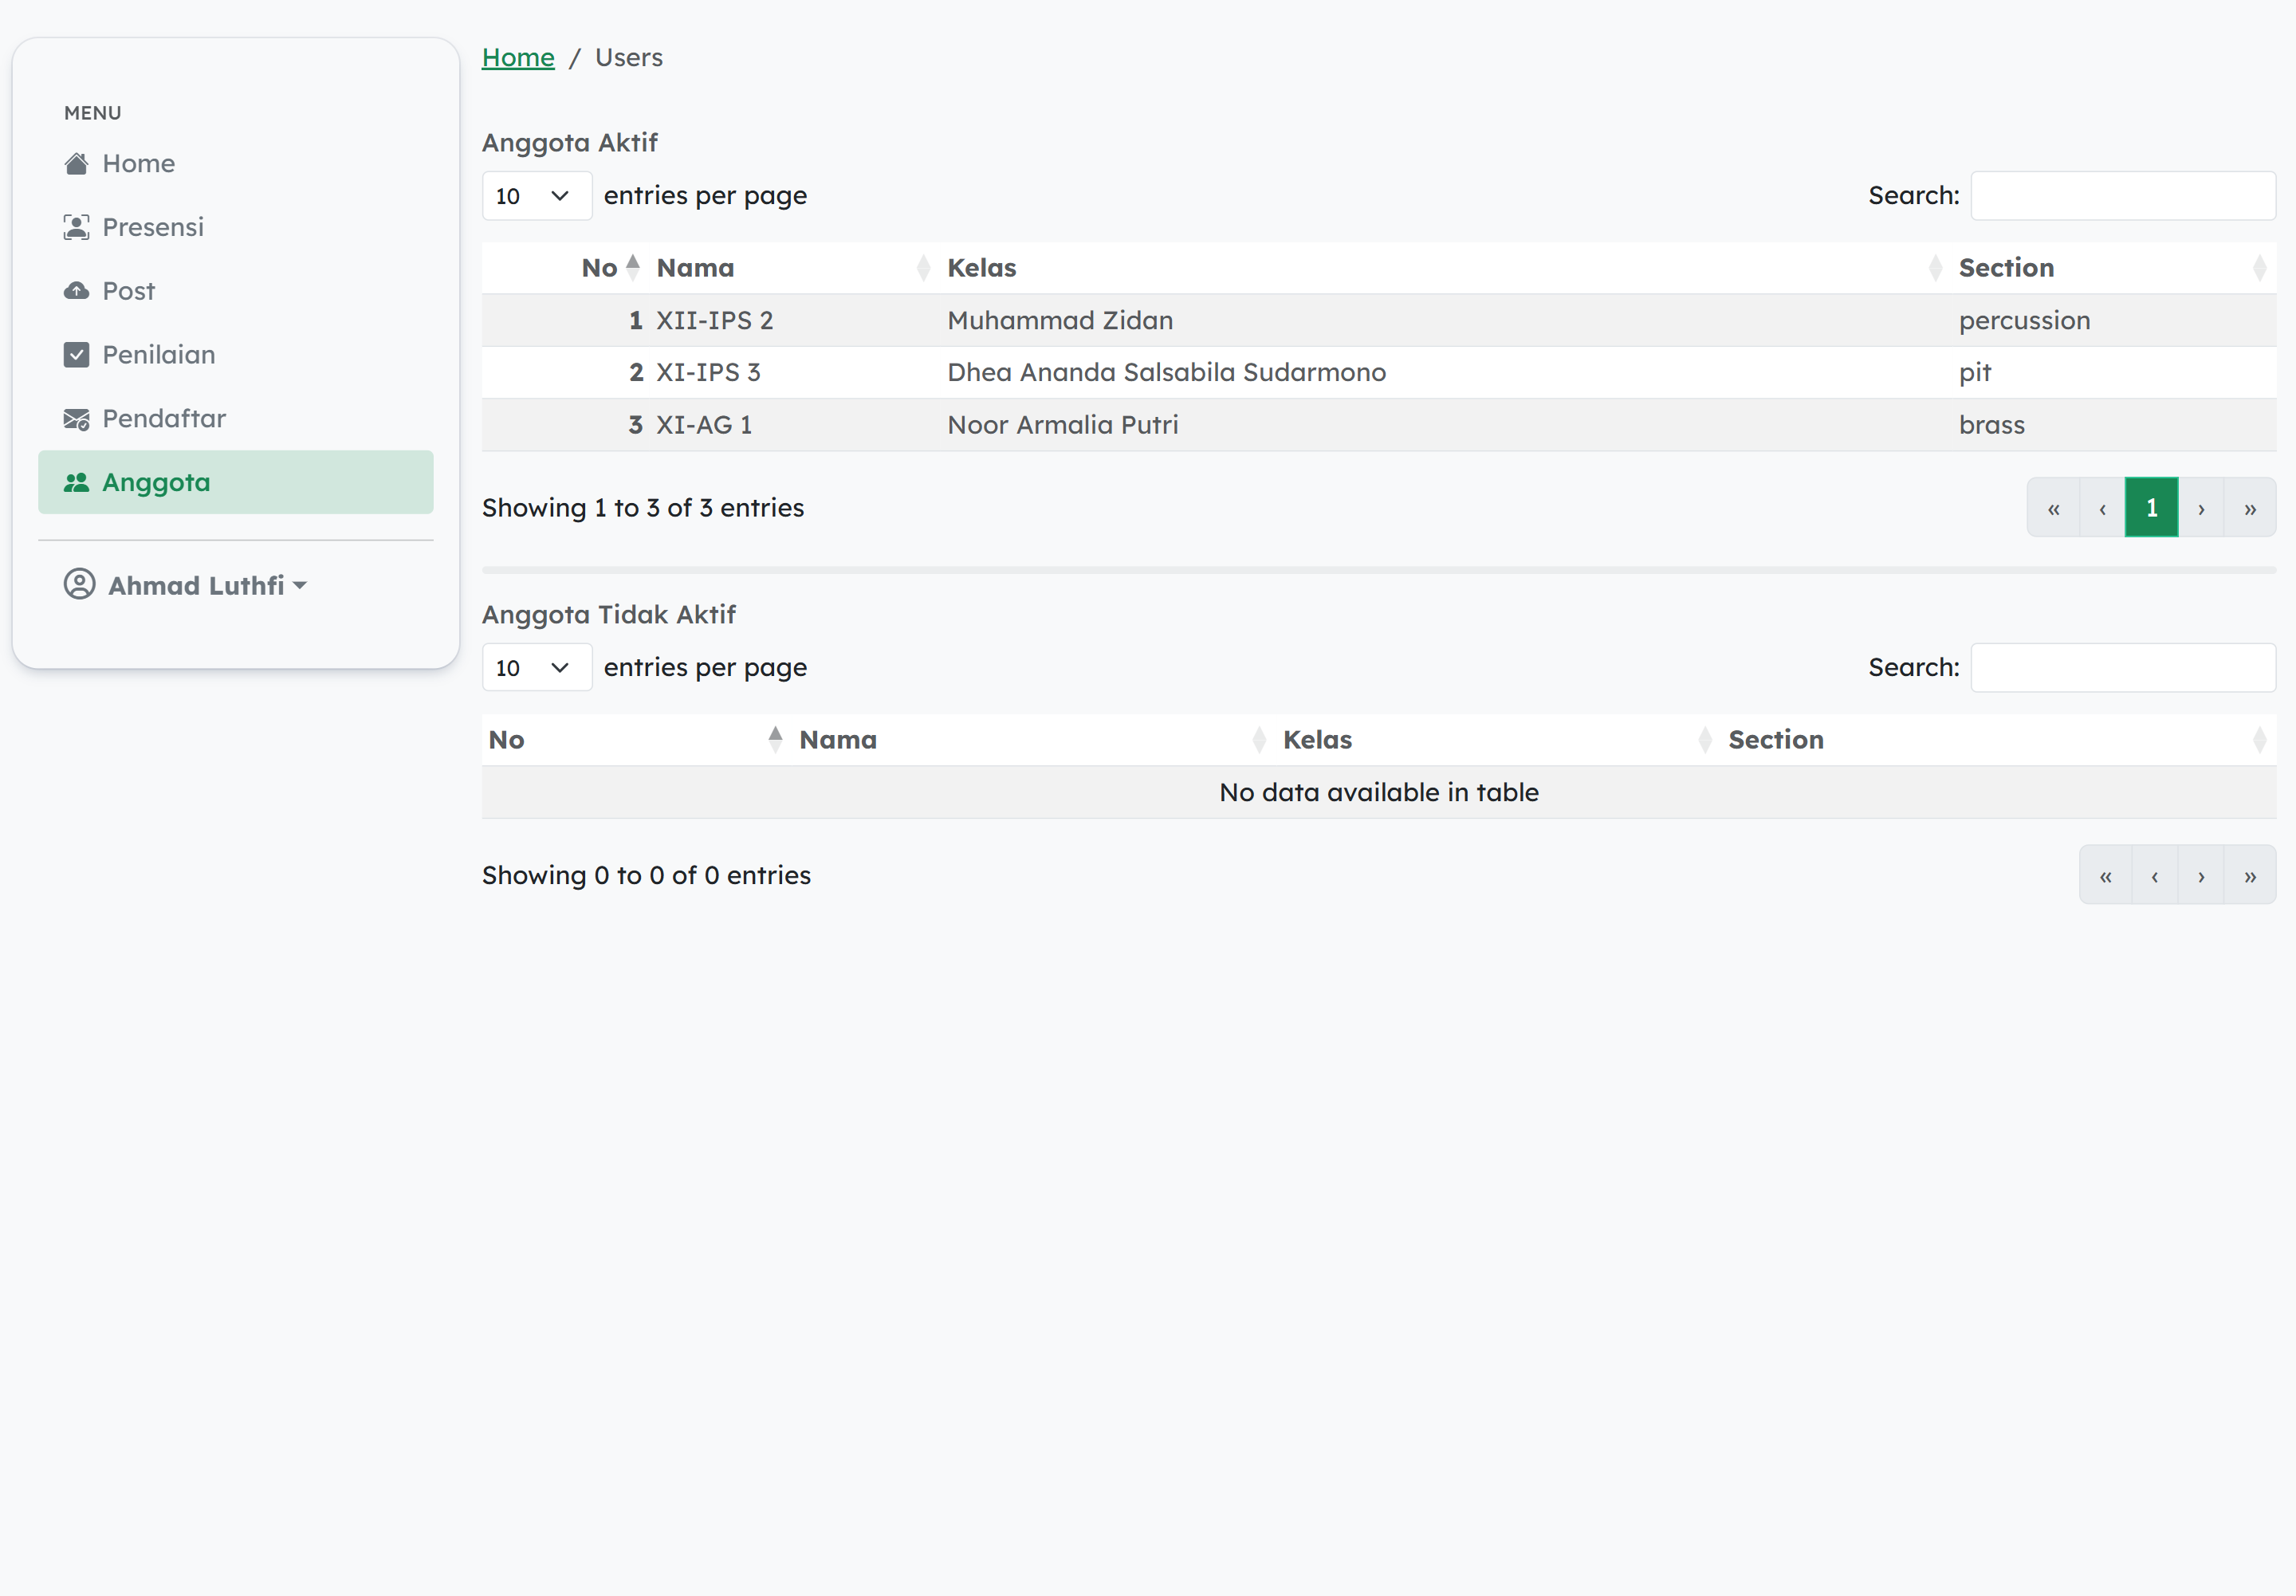 MENU
Home
Presensi
Post
Penilaian
Pendaftar
Anggota
Ahmad Luthfi
Home / Users
Anggota Aktif
10 entries per page Search:
No Nama Kelas Section
1 XII-IPS 2 Muhammad Zidan percussion
2 XI-IPS 3 Dhea Ananda Salsabila Sudarmono pit
3 XI-AG 1 Noor Armalia Putri brass
Showing 1 to 3 of 3 entries « ‹ 1 › »
Anggota Tidak Aktif
10 entries per page Search:
No Nama Kelas Section
No data available in table
Showing 0 to 0 of 0 entries « ‹ › »